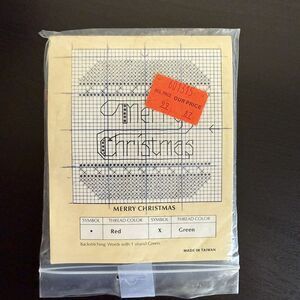 OUR PRICE
Merry
Christmas
MERRY CHRISTMAS
SYMBOL THREAD COLOR SYMBOL THREAD COLOR
• Red X Green
Backstitching: Words with 1 strand Green.
MADE IN TAIWAN